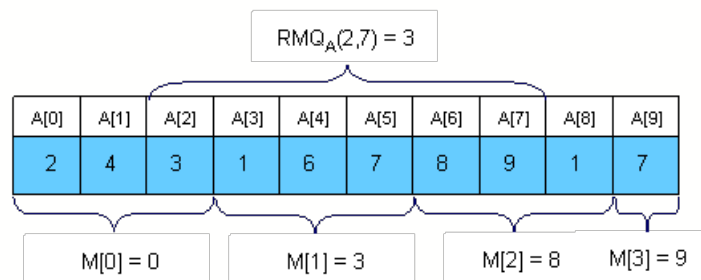 RMQA(2,7) = 3
A[0] A[1] A[2] A[3] A[4] A[5] A[6] A[7] A[8] A[9]
2 4 3 1 6 7 8 9 1 7
M[0] = 0 M[1] = 3 M[2] = 8 M[3] = 9